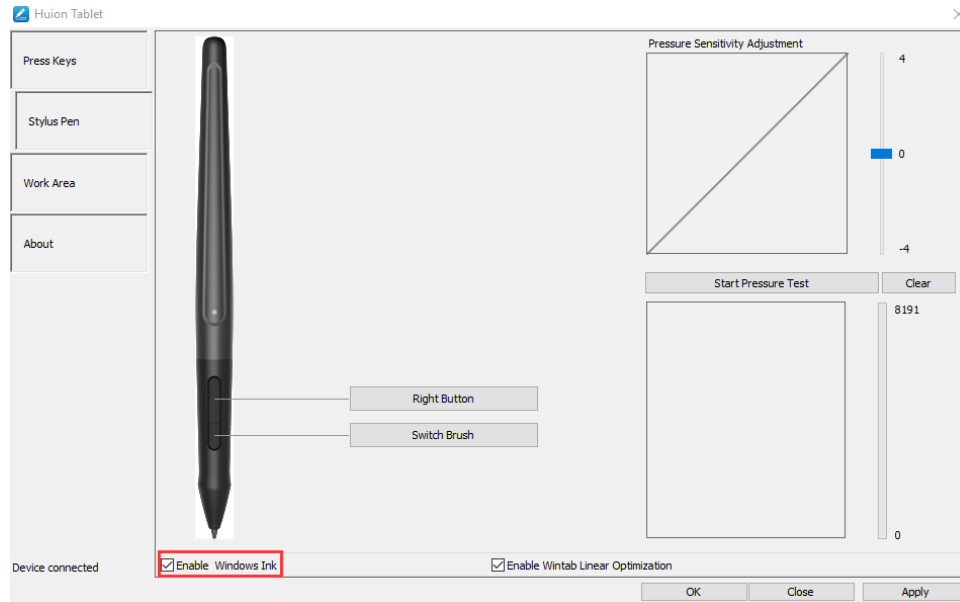 Huion Tablet
Press Keys
Stylus Pen
Work Area
About
Device connected
Right Button
Switch Brush
Pressure Sensitivity Adjustment
4
0
-4
Start Pressure Test
Clear
8191
0
Enable Windows Ink
Enable Wintab Linear Optimization
OK
Close
Apply